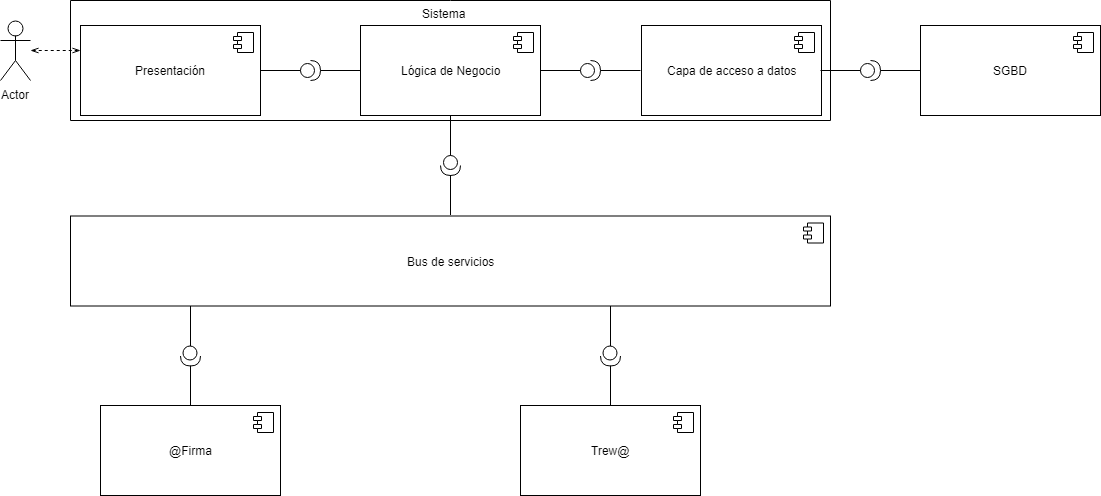 Sistema
Actor
Presentación
Lógica de Negocio
Capa de acceso a datos
SGBD
Bus de servicios
@Firma
Trew@